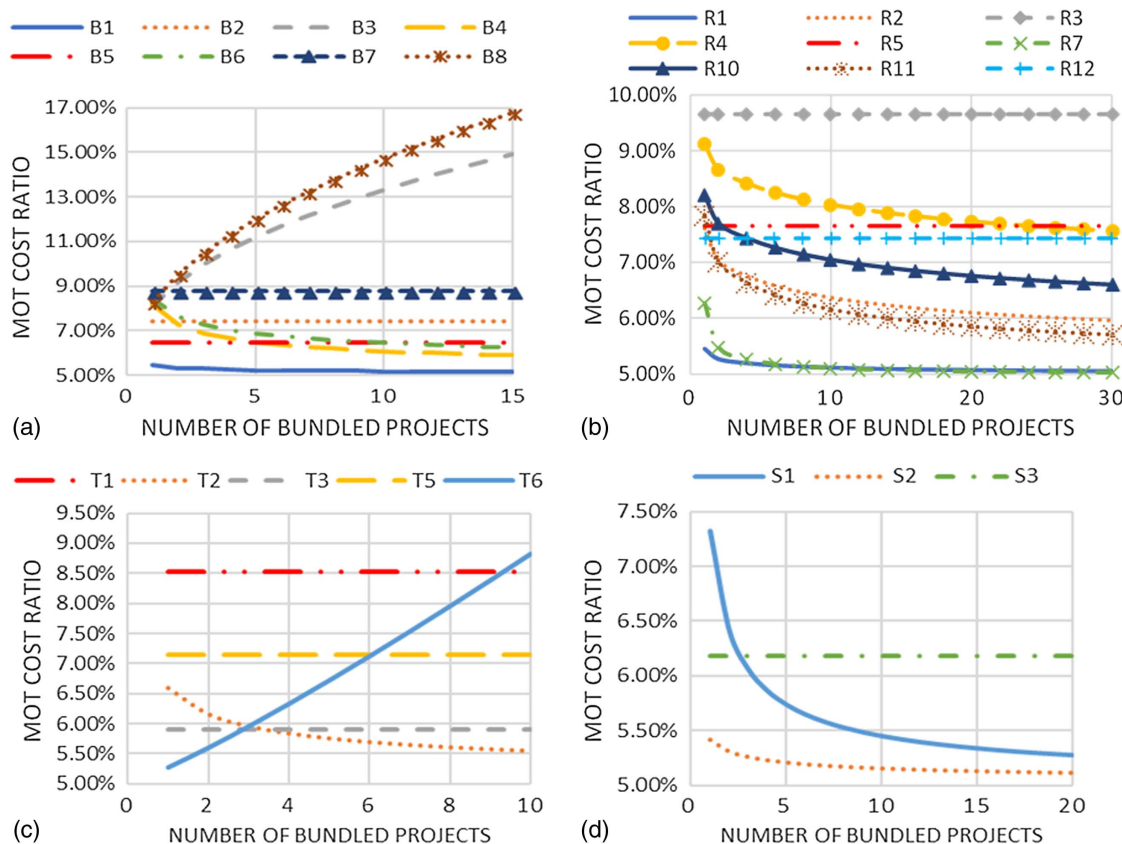 B1 B2 B3 B4
B5 B6 B7 B8
MOT COST RATIO
17.00%
15.00%
13.00%
11.00%
9.00%
7.00%
5.00%
0 5 10 15
(a) NUMBER OF BUNDLED PROJECTS
R1 R2 R3
R4 R5 R7
R10 R11 R12
MOT COST RATIO
10.00%
9.00%
8.00%
7.00%
6.00%
5.00%
0 10 20 30
(b) NUMBER OF BUNDLED PROJECTS
T1 T2 T3 T5 T6
MOT COST RATIO
9.50%
9.00%
8.50%
8.00%
7.50%
7.00%
6.50%
6.00%
5.50%
5.00%
0 2 4 6 8 10
(c) NUMBER OF BUNDLED PROJECTS
S1 S2 S3
MOT COST RATIO
7.50%
7.00%
6.50%
6.00%
5.50%
5.00%
0 5 10 15 20
(d) NUMBER OF BUNDLED PROJECTS